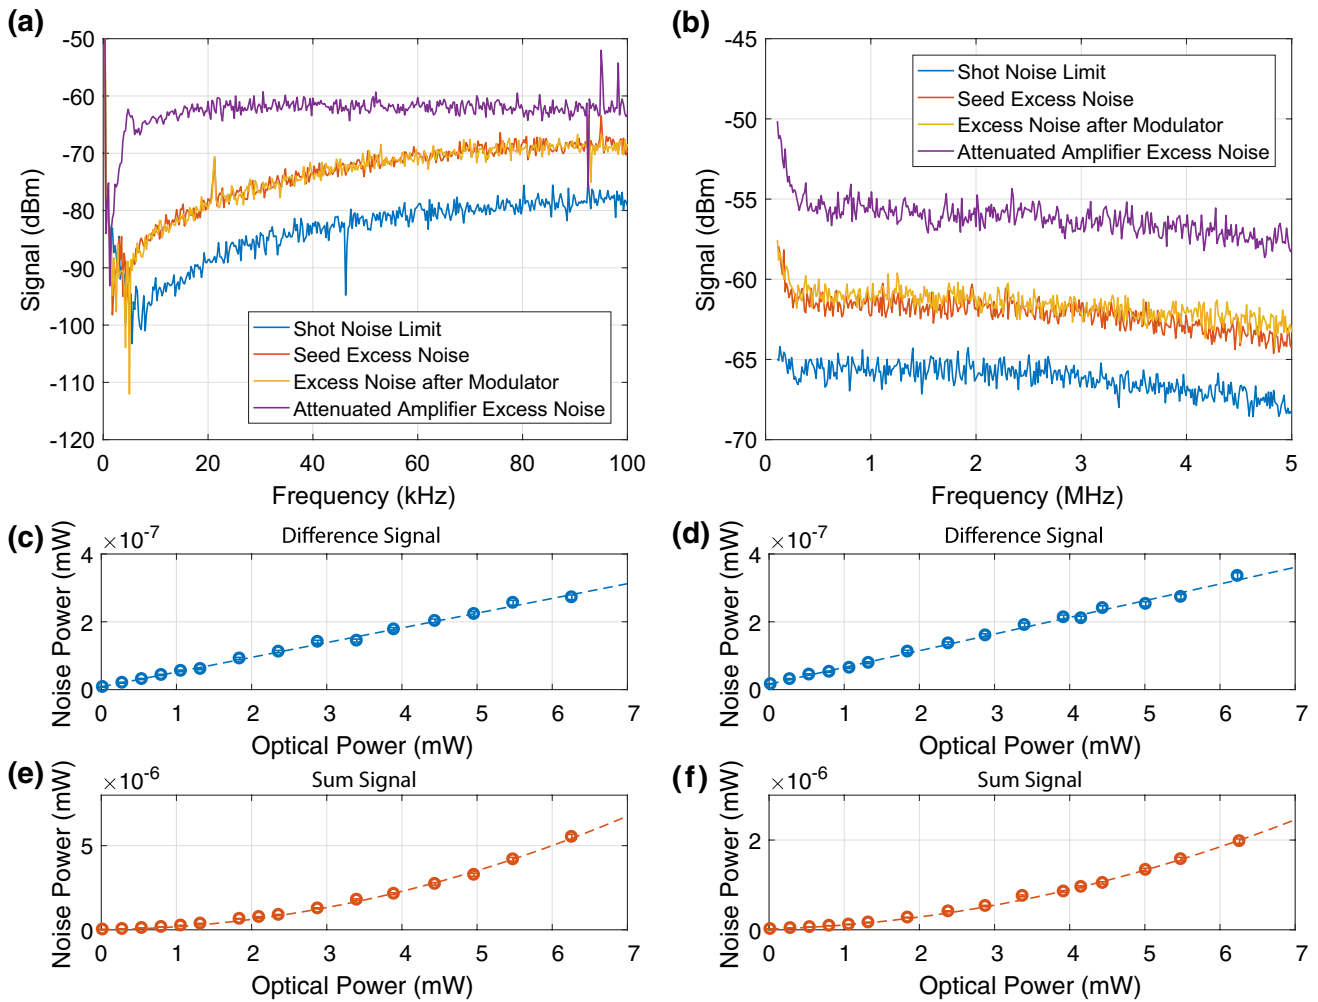 (a)
-50
-60
-70
-80
-90
-100
-110
-120
Signal (dBm)
Shot Noise Limit
Seed Excess Noise
Excess Noise after Modulator
Attenuated Amplifier Excess Noise
0 20 40 60 80 100
Frequency (kHz)
(b)
-45
-50
-55
-60
-65
-70
Signal (dBm)
Shot Noise Limit
Seed Excess Noise
Excess Noise after Modulator
Attenuated Amplifier Excess Noise
0 1 2 3 4 5
Frequency (MHz)
(c)
×10-7
Difference Signal
4
2
0
Noise Power (mW)
0 1 2 3 4 5 6 7
Optical Power (mW)
(d)
×10-7
Difference Signal
4
2
0
Noise Power (mW)
0 1 2 3 4 5 6 7
Optical Power (mW)
(e)
×10-6
Sum Signal
5
0
Noise Power (mW)
0 1 2 3 4 5 6 7
Optical Power (mW)
(f)
×10-6
Sum Signal
2
0
Noise Power (mW)
0 1 2 3 4 5 6 7
Optical Power (mW)